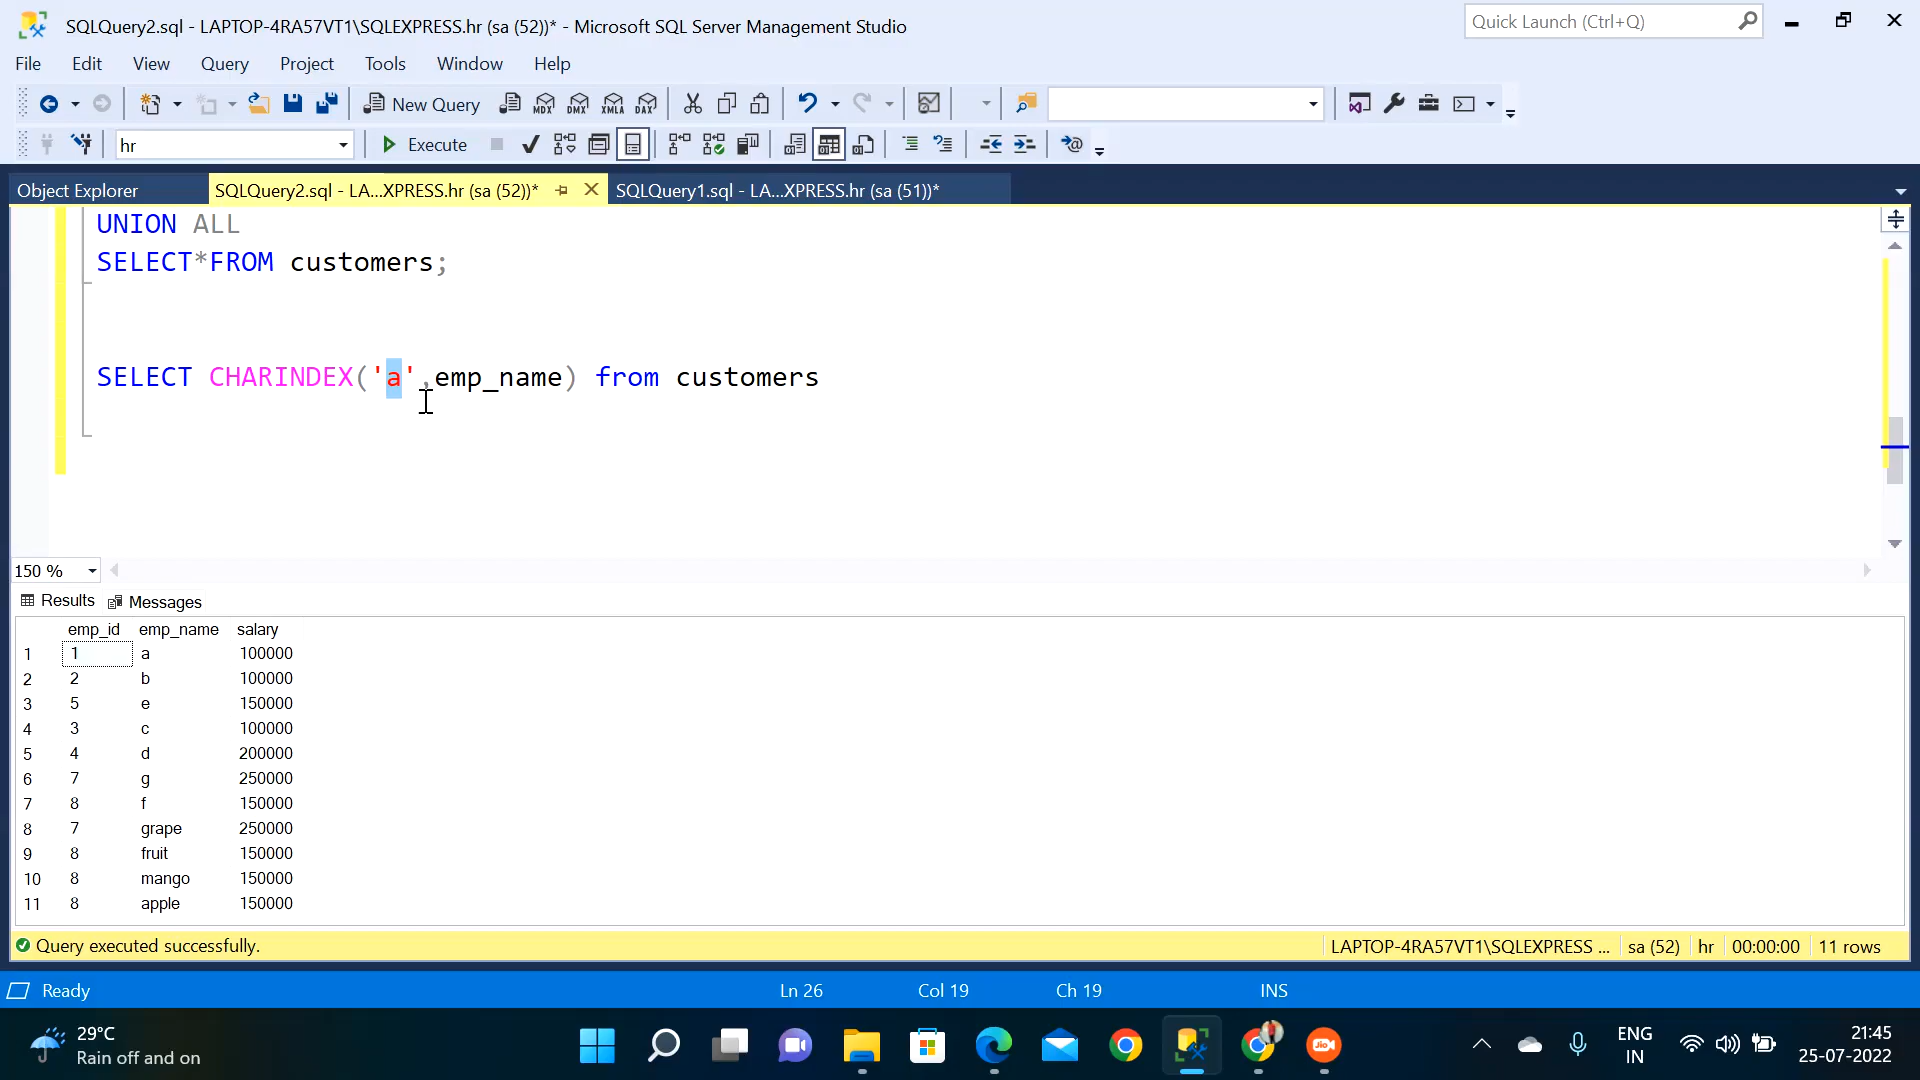 SQLQuery2.sql - LAPTOP-4RA57VT1\SQLEXPRESS.hr (sa (52))* - Microsoft SQL Server Management Studio
Quick Launch (Ctrl+Q)
File Edit View Query Project Tools Window Help
New Query MDX DMX XMLA DAX
hr Execute
Object Explorer SQLQuery2.sql - LA...XPRESS.hr (sa (52))* SQLQuery1.sql - LA...XPRESS.hr (sa (51))*
UNION ALL
SELECT*FROM customers;
SELECT CHARINDEX('a',emp_name) from customers
150 %
Results Messages
emp_id emp_name salary
1 1 a 100000
2 2 b 100000
3 5 e 150000
4 3 c 100000
5 4 d 200000
6 7 g 250000
7 8 f 150000
8 7 grape 250000
9 8 fruit 150000
10 8 mango 150000
11 8 apple 150000
Query executed successfully. LAPTOP-4RA57VT1\SQLEXPRESS ... sa (52) hr 00:00:00 11 rows
Ready Ln 26 Col 19 Ch 19 INS
29°C
Rain off and on
Jio
ENG
IN
21:45
25-07-2022